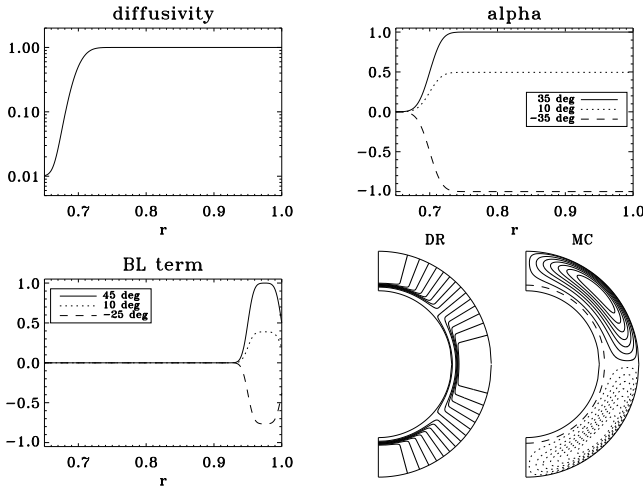 diffusivity
1.00
0.10
0.01
0.7 0.8 0.9 1.0
r
alpha
1.0
0.5
0.0
−0.5
−1.0
35 deg
10 deg
−35 deg
0.7 0.8 0.9 1.0
r
BL term
1.0
0.5
0.0
−0.5
−1.0
45 deg
10 deg
−25 deg
0.7 0.8 0.9 1.0
r
DR
MC